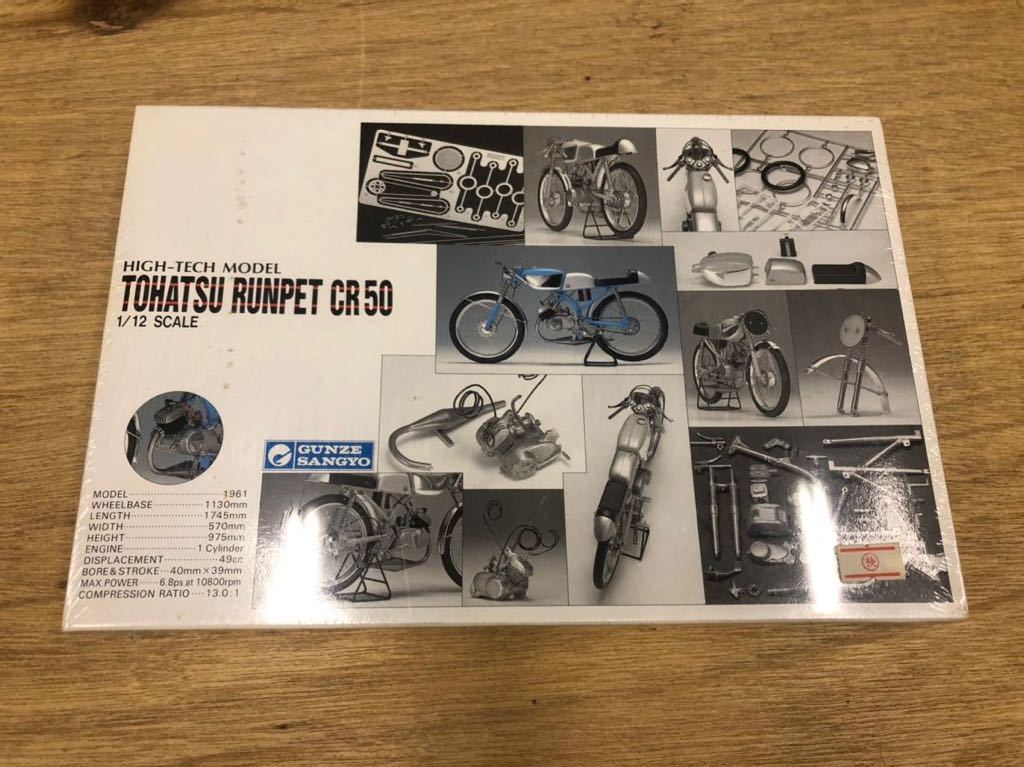 HIGH-TECH MODEL
TOHATSU RUNPET CR50
1/12 SCALE
GUNZE
SANGYO
MODEL 1961
WHEELBASE 1130mm
LENGTH 1745mm
WIDTH 570mm
HEIGHT 975mm
ENGINE 1 Cylinder
DISPLACEMENT 49cc
BORE & STROKE 40mm × 39mm
MAX. POWER 6.8ps at 10800rpm
COMPRESSION RATIO 13.0 : 1
検